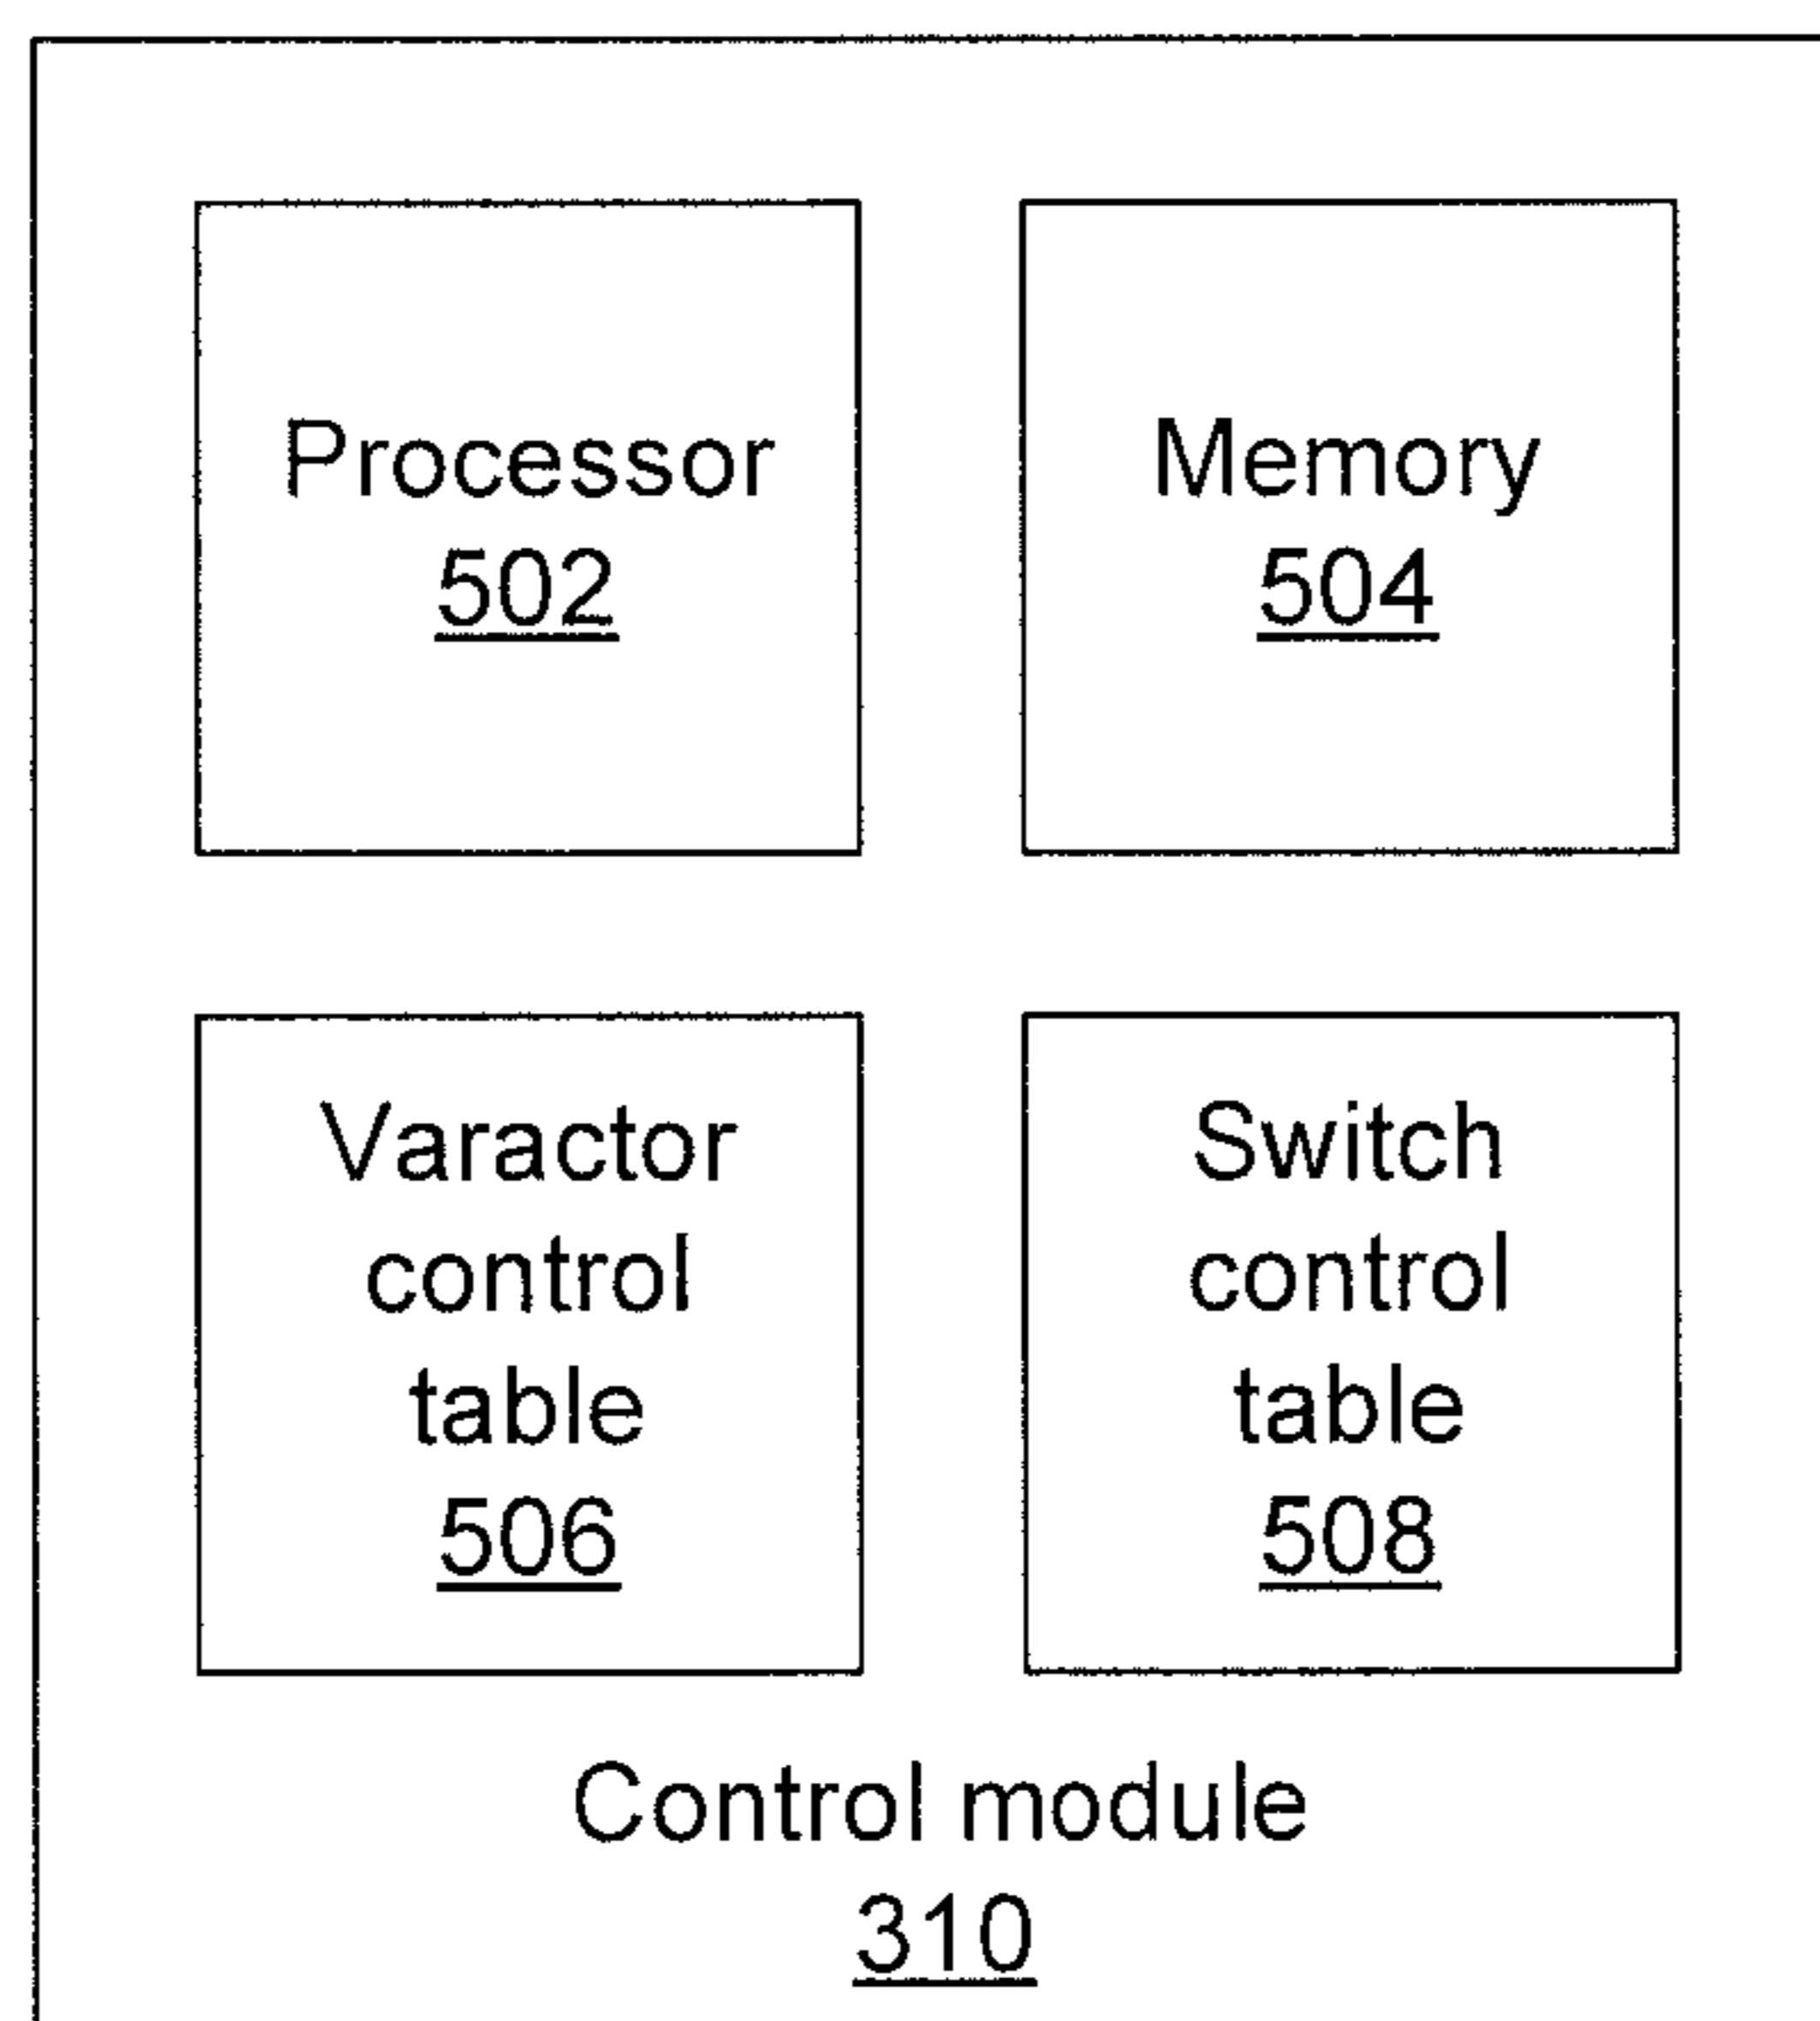 Processor
502
Memory
504
Varactor
control
table
506
Switch
control
table
508
Control module
310